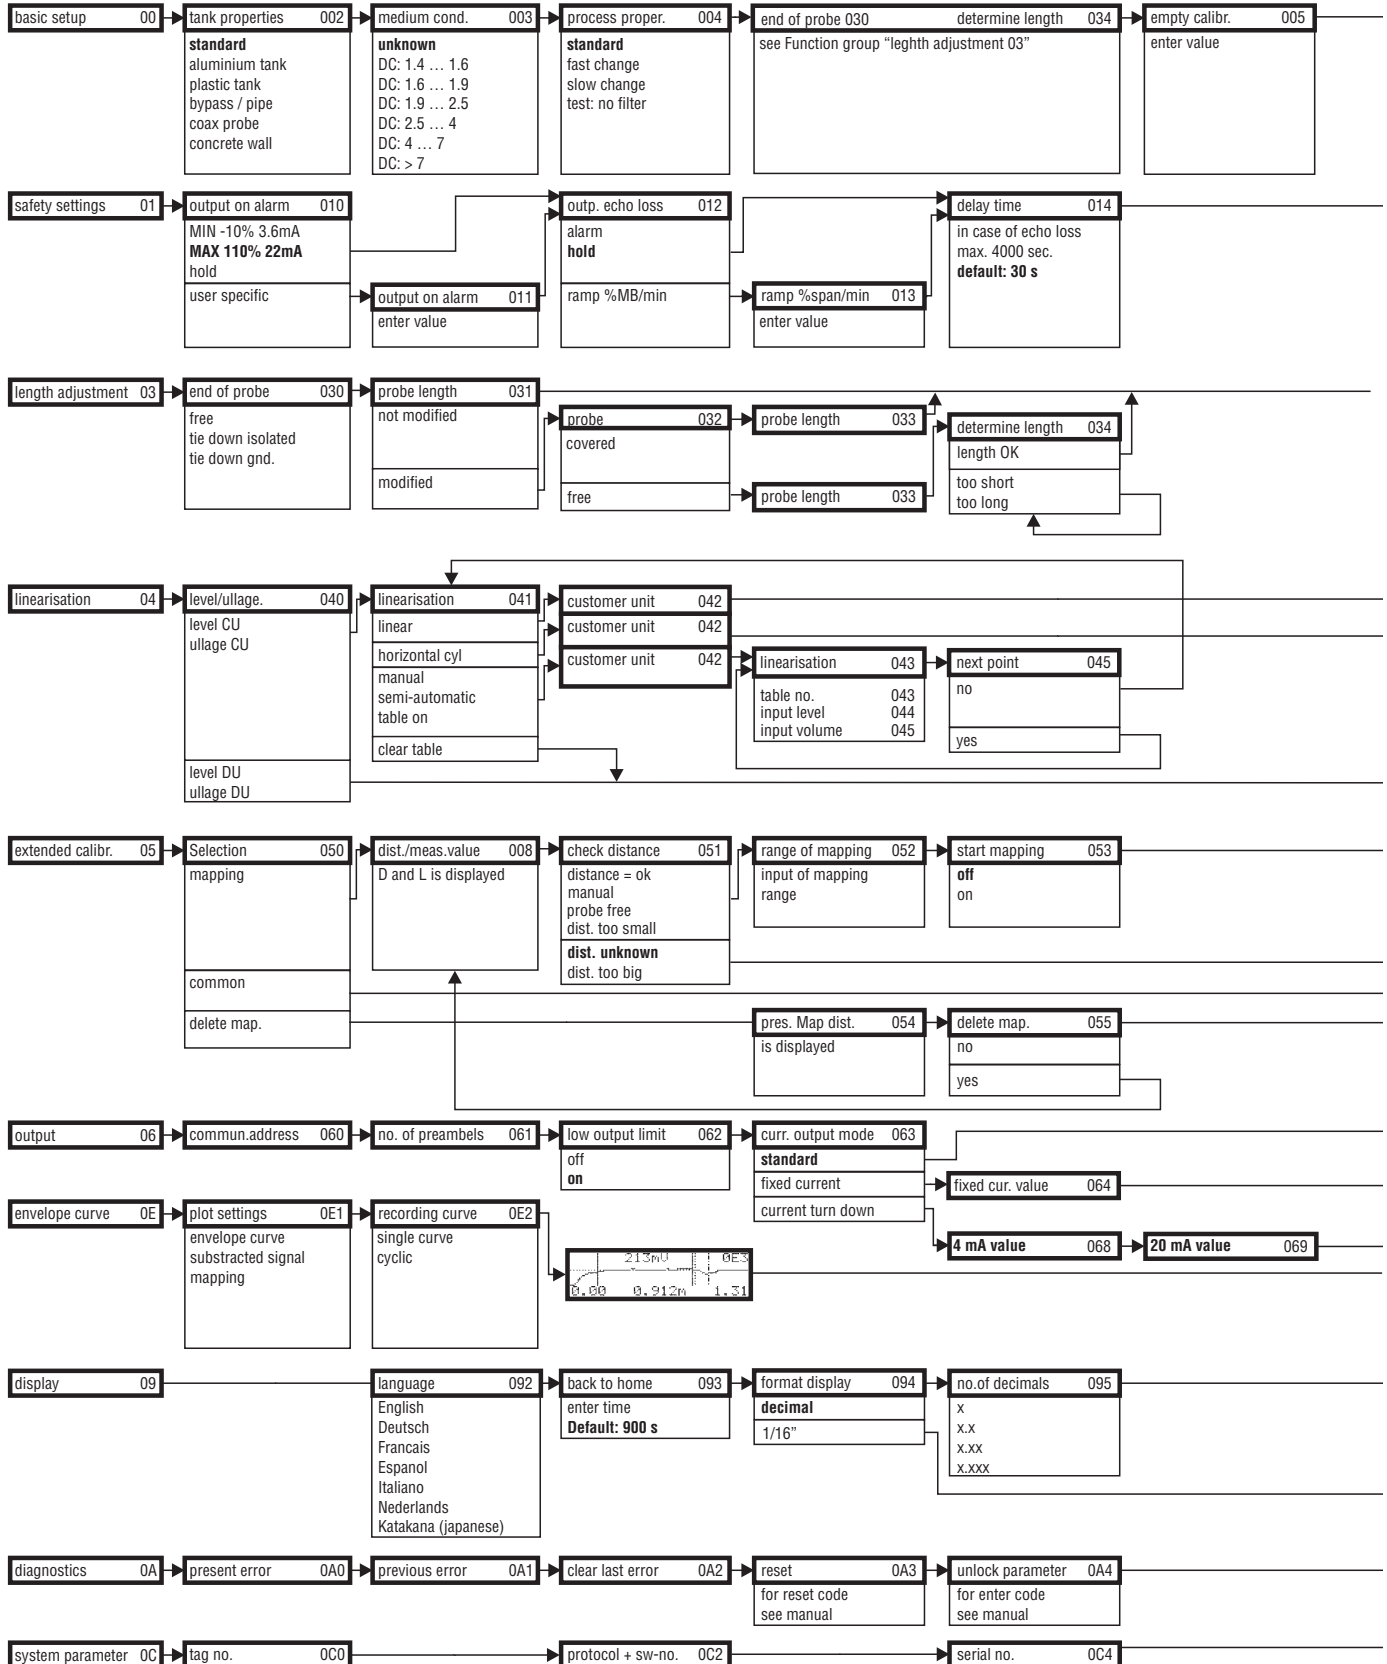 basic setup 00
tank properties 002
standard
aluminium tank
plastic tank
bypass / pipe
coax probe
concrete wall
medium cond. 003
unknown
DC: 1.4 … 1.6
DC: 1.6 … 1.9
DC: 1.9 … 2.5
DC: 2.5 … 4
DC: 4 … 7
DC: > 7
process proper. 004
standard
fast change
slow change
test: no filter
end of probe 030 determine length 034
see Function group “leghth adjustment 03”
empty calibr. 005
enter value
safety settings 01
output on alarm 010
MIN -10% 3.6mA
MAX 110% 22mA
hold
user specific
output on alarm 011
enter value
outp. echo loss 012
alarm
hold
ramp %MB/min
ramp %span/min 013
enter value
delay time 014
in case of echo loss
max. 4000 sec.
default: 30 s
length adjustment 03
end of probe 030
free
tie down isolated
tie down gnd.
probe length 031
not modified
modified
probe 032
covered
free
probe length 033
probe length 033
determine length 034
length OK
too short
too long
linearisation 04
level/ullage. 040
level CU
ullage CU
level DU
ullage DU
linearisation 041
linear
horizontal cyl
manual
semi-automatic
table on
clear table
customer unit 042
customer unit 042
customer unit 042
linearisation 043
table no. 043
input level 044
input volume 045
next point 045
no
yes
extended calibr. 05
Selection 050
mapping
common
delete map.
dist./meas.value 008
D and L is displayed
check distance 051
distance = ok
manual
probe free
dist. too small
dist. unknown
dist. too big
range of mapping 052
input of mapping
range
start mapping 053
off
on
pres. Map dist. 054
is displayed
delete map. 055
no
yes
output 06
commun.address 060
no. of preambels 061
low output limit 062
off
on
curr. output mode 063
standard
fixed current
current turn down
fixed cur. value 064
4 mA value 068
20 mA value 069
envelope curve 0E
plot settings 0E1
envelope curve
substracted signal
mapping
recording curve 0E2
single curve
cyclic
213mV 0E3
0.00 0.912m 1.31
display 09
language 092
English
Deutsch
Francais
Espanol
Italiano
Nederlands
Katakana (japanese)
back to home 093
enter time
Default: 900 s
format display 094
decimal
1/16”
no.of decimals 095
x
x.x
x.xx
x.xxx
diagnostics 0A
present error 0A0
previous error 0A1
clear last error 0A2
reset 0A3
for reset code
see manual
unlock parameter 0A4
for enter code
see manual
system parameter 0C
tag no. 0C0
protocol + sw-no. 0C2
serial no. 0C4